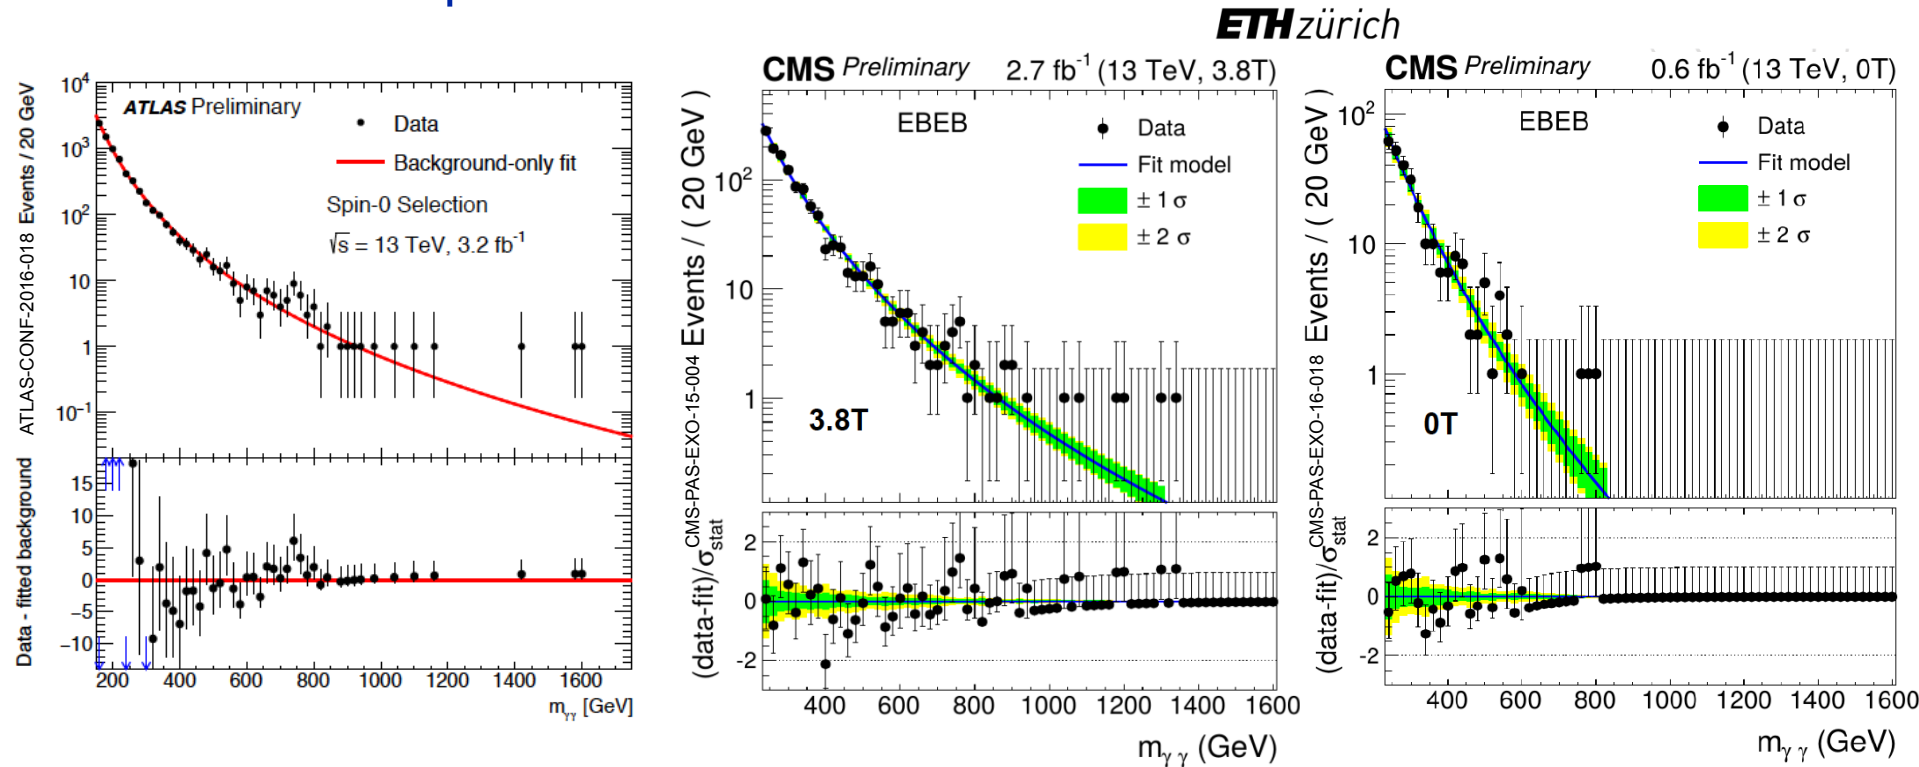 ETH zürich
ATLAS-CONF-2016-018 Events / 20 GeV
10⁴
10³
10²
10
1
10⁻¹
ATLAS Preliminary
Data
Background-only fit
Spin-0 Selection
√s = 13 TeV, 3.2 fb⁻¹
Data - fitted background
15
10
5
0
−5
−10
200 400 600 800 1000 1200 1400 1600
mγγ [GeV]
CMS Preliminary 2.7 fb⁻¹ (13 TeV, 3.8T)
CMS-PAS-EXO-15-004 Events / ( 20 GeV )
10²
10
1
EBEB
Data
Fit model
± 1 σ
± 2 σ
3.8T
(data-fit)/σstat
2
0
-2
400 600 800 1000 1200 1400 1600
mγ γ (GeV)
CMS Preliminary 0.6 fb⁻¹ (13 TeV, 0T)
CMS-PAS-EXO-16-018 Events / ( 20 GeV )
10²
10
1
EBEB
Data
Fit model
± 1 σ
± 2 σ
0T
(data-fit)/σstat
2
0
-2
400 600 800 1000 1200 1400 1600
mγ γ (GeV)